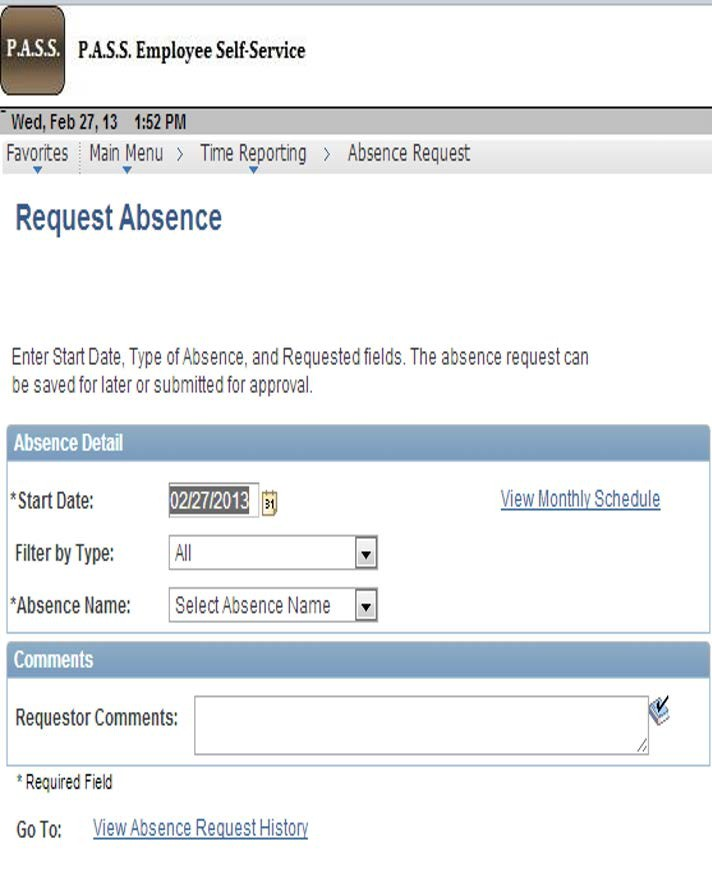 P.A.S.S. P.A.S.S. Employee Self-Service
Wed, Feb 27, 13 1:52 PM
Favorites Main Menu > Time Reporting > Absence Request
Request Absence
Enter Start Date, Type of Absence, and Requested fields. The absence request can
be saved for later or submitted for approval.
Absence Detail
*Start Date: 02/27/2013 31 View Monthly Schedule
Filter by Type: All
*Absence Name: Select Absence Name
Comments
Requestor Comments:
* Required Field
Go To: View Absence Request History